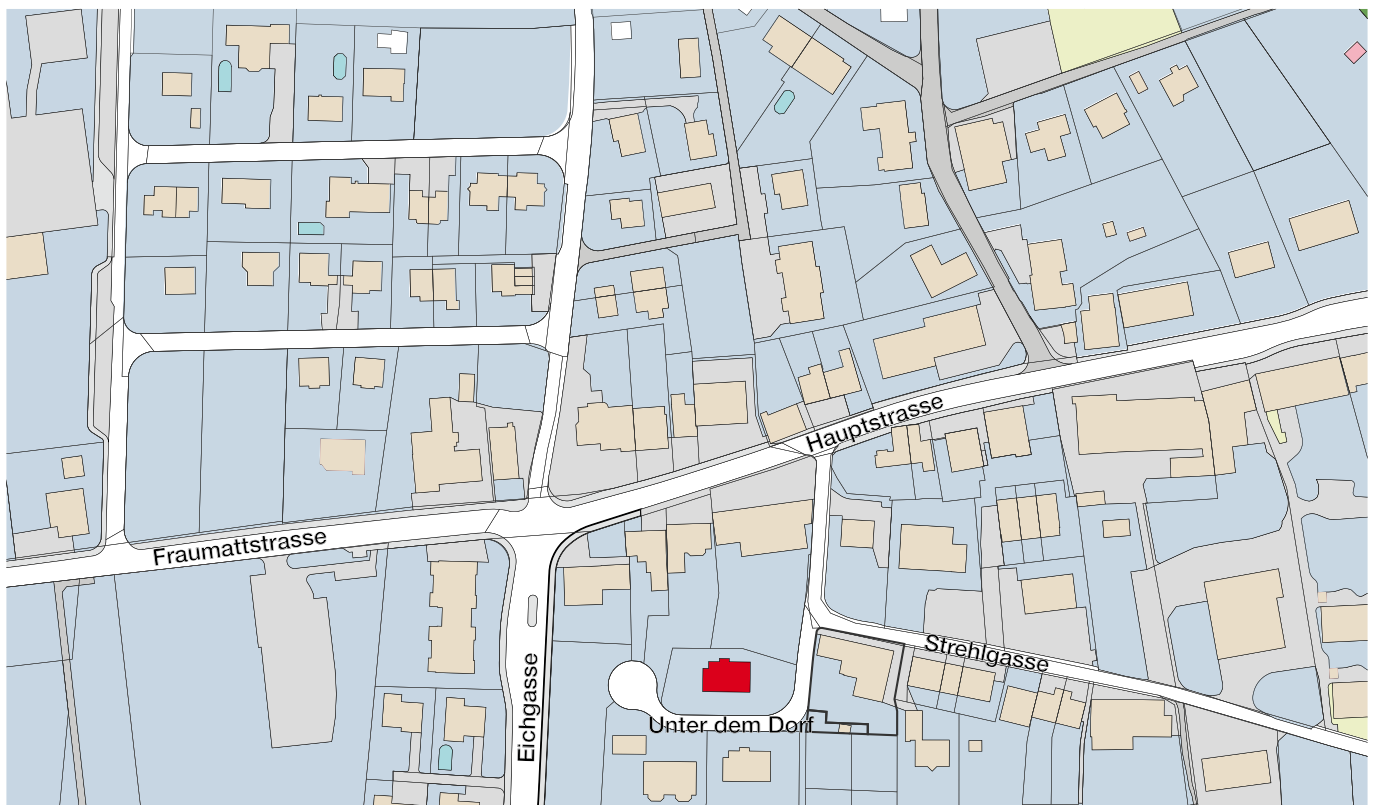 Hauptstrasse
Fraumattstrasse
Strehlgasse
Eichgasse
Unter dem Dorf